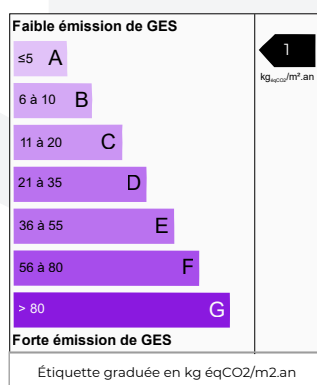 Faible émission de GES
≤5 A
1
kgéqCO2/m².an
6 à 10 B
11 à 20 C
21 à 35 D
36 à 55 E
56 à 80 F
> 80 G
Forte émission de GES
Étiquette graduée en kg éqCO2/m2.an